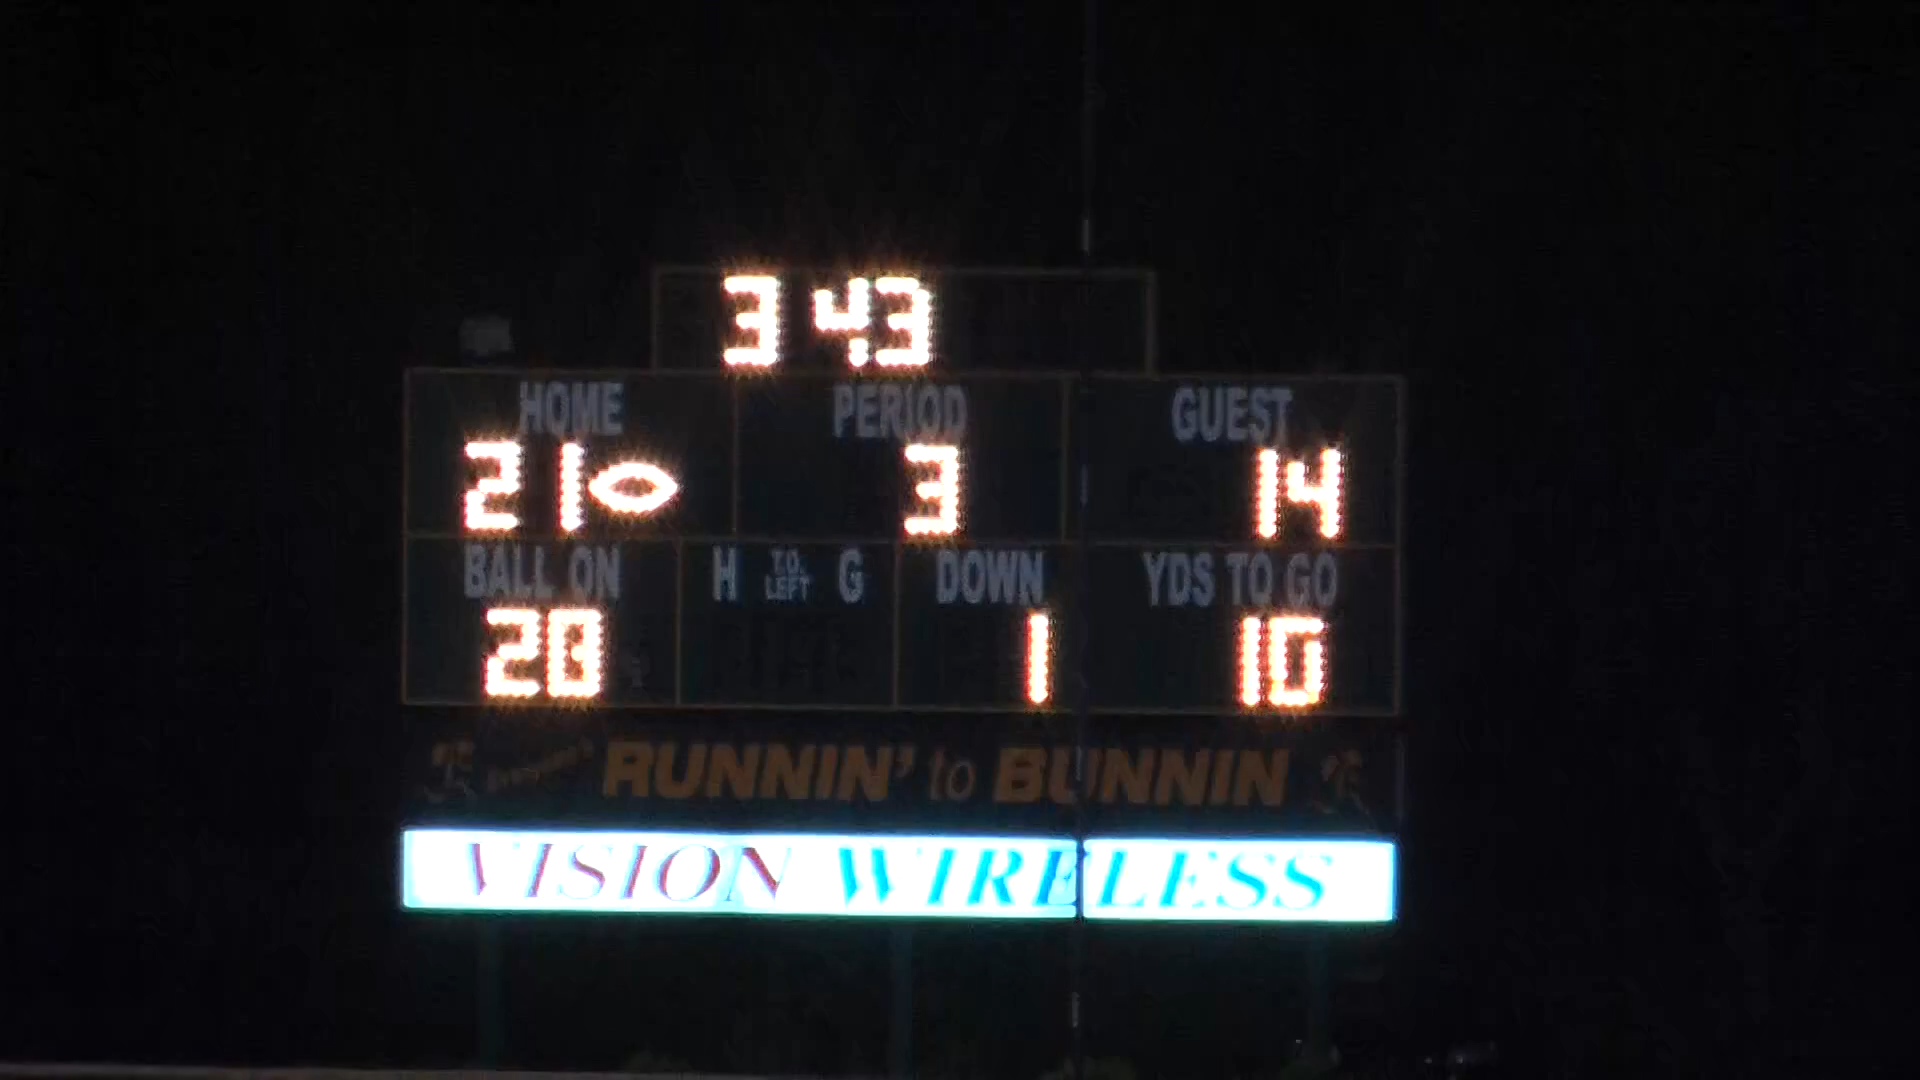 3 43
HOME PERIOD GUEST
21 3 14
BALL ON H T.O. LEFT G DOWN YDS TO GO
28 1 10
RUNNIN' to BUNNIN
VISION WIRELESS